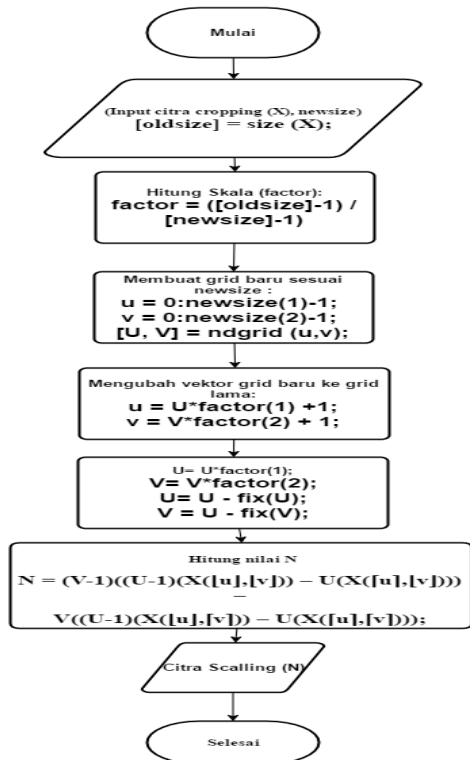 Mulai
(Input citra cropping (X), newsize)
[oldsize] = size (X);
Hitung Skala (factor):
factor = ([oldsize]-1) /
[newsize]-1)
Membuat grid baru sesuai
newsize :
u = 0:newsize(1)-1;
v = 0:newsize(2)-1;
[U, V] = ndgrid (u,v);
Mengubah vektor grid baru ke grid
lama:
u = U*factor(1) +1;
v = V*factor(2) + 1;
U= U*factor(1);
V= V*factor(2);
U= U - fix(U);
V = U - fix(V);
Hitung nilai N
N = (V-1)((U-1)(X(⌊u⌋,⌊v⌋)) – U(X(⌈u⌉,⌊v⌋)))
–
V((U-1)(X(⌊u⌋,⌈v⌉)) – U(X(⌈u⌉,⌈v⌉)));
Citra Scalling (N)
Selesai